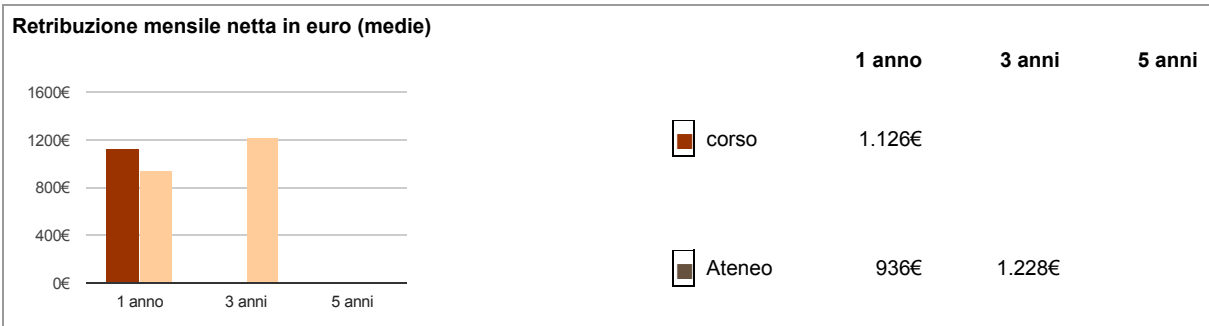 Retribuzione mensile netta in euro (medie)
1 anno 3 anni 5 anni
1600€
1200€
800€
400€
0€
1 anno 3 anni 5 anni
corso 1.126€
Ateneo 936€ 1.228€